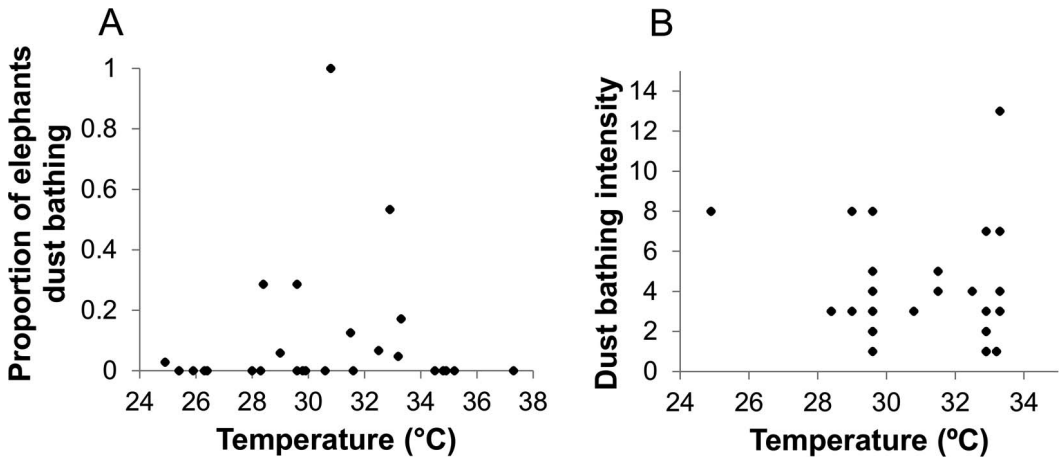 A
Proportion of elephants
dust bathing
1
0.8
0.6
0.4
0.2
0
24 26 28 30 32 34 36 38
Temperature (°C)
B
Dust bathing intensity
14
12
10
8
6
4
2
0
24 26 28 30 32 34
Temperature (ºC)